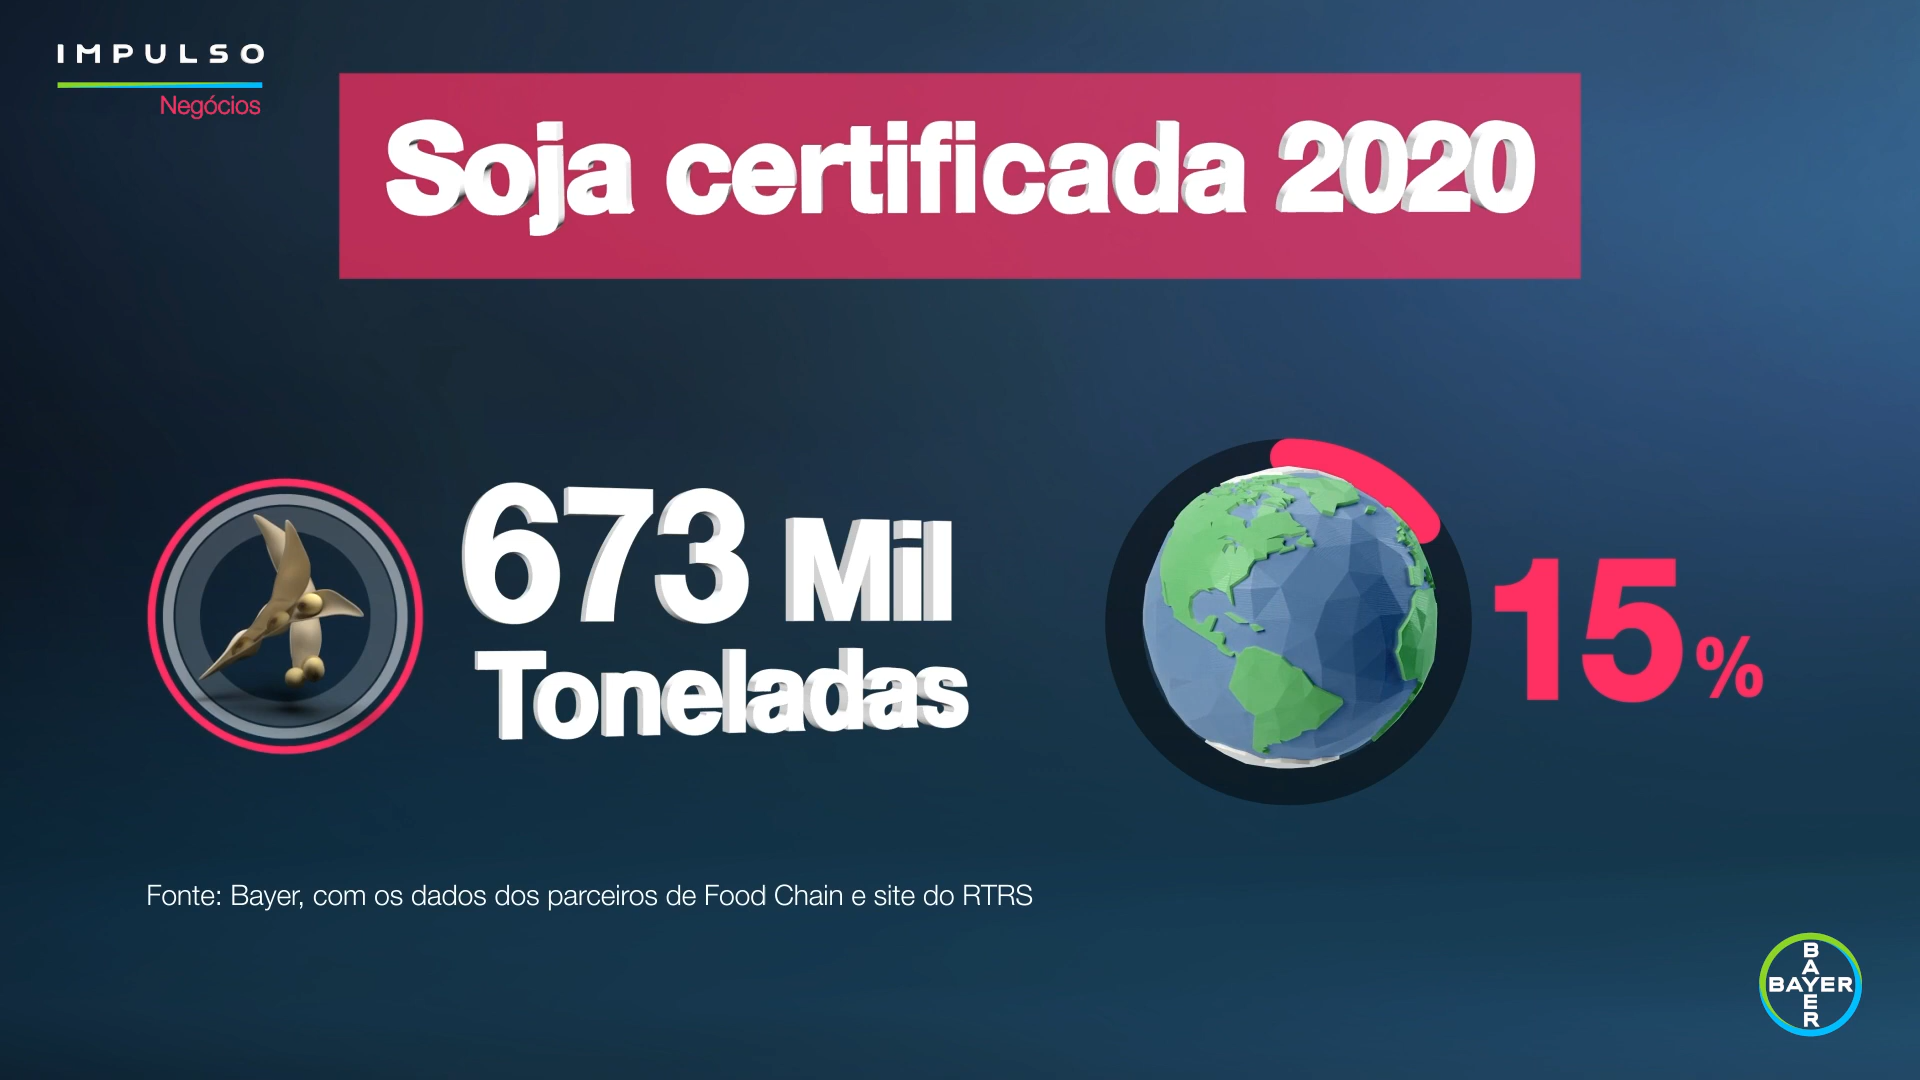 IMPULSO
Negócios
Soja certificada 2020
673 Mil
Toneladas
15%
Fonte: Bayer, com os dados dos parceiros de Food Chain e site do RTRS
BAYER
BAYER